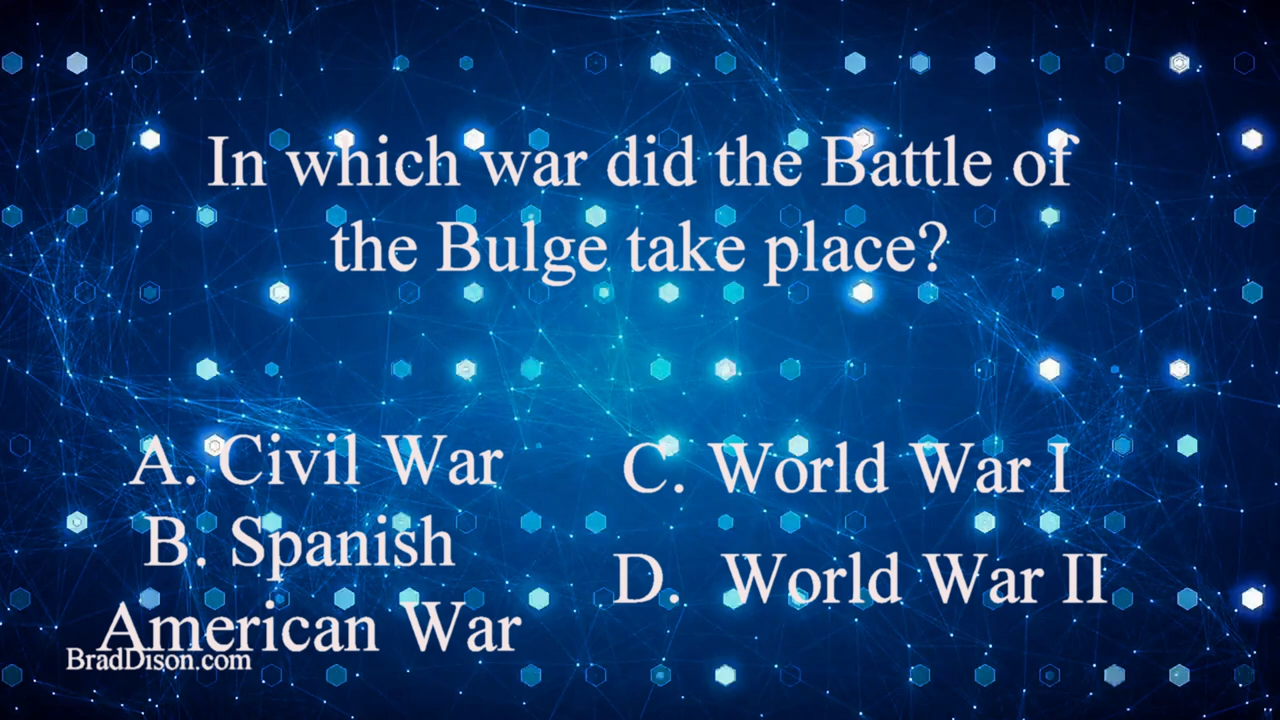 In which war did the Battle of
the Bulge take place?
A. Civil War
B. Spanish
American War
C. World War I
D. World War II
BradDison.com